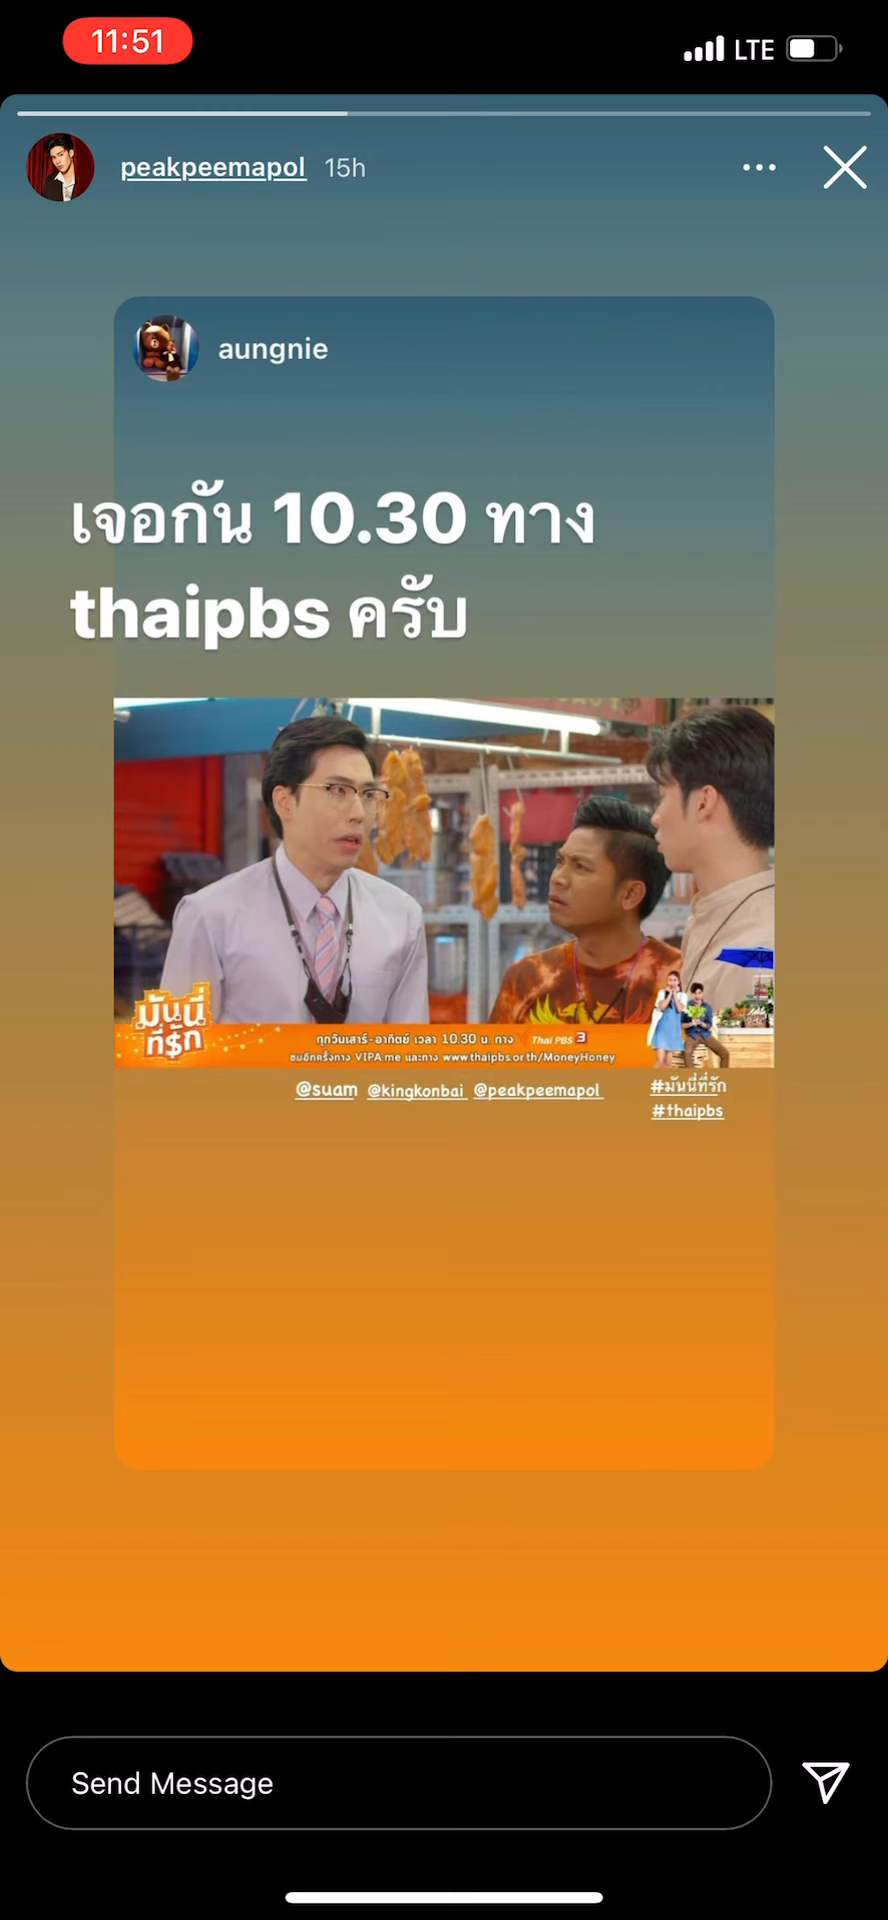 11:51
LTE
peakpeemapol 15h
aungnie
เจอกัน 10.30 ทาง
thaipbs ครับ
มันนี่
ที่$รัก
ทุกวันเสาร์-อาทิตย์ เวลา 10.30 น. ทาง Thai PBS 3
ชมอีกครั้งทาง VIPA me และทาง www.thaipbs.or.th/MoneyHoney
@suam @kingkonbai @peakpeemapol
#มันนี่ที่รัก
#thaipbs
Send Message